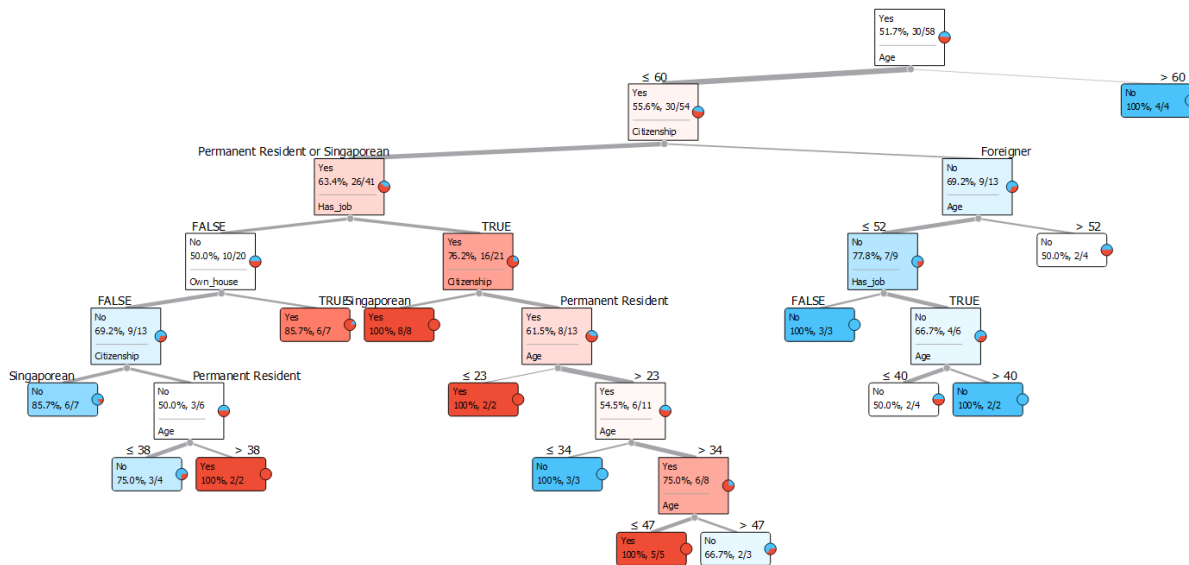 Yes
51.7%, 30/58
Age
≤ 60
> 60
Yes
55.6%, 30/54
Citizenship
No
100%, 4/4
Permanent Resident or Singaporean
Foreigner
Yes
63.4%, 26/41
Has_job
No
69.2%, 9/13
Age
FALSE
TRUE
≤ 52
> 52
No
50.0%, 10/20
Own_house
Yes
76.2%, 16/21
Citizenship
No
77.8%, 7/9
Has_job
No
50.0%, 2/4
FALSE
TRUE
Singaporean
Permanent Resident
FALSE
TRUE
No
69.2%, 9/13
Citizenship
Yes
85.7%, 6/7
Yes
100%, 8/8
Yes
61.5%, 8/13
Age
No
100%, 3/3
No
66.7%, 4/6
Age
Singaporean
Permanent Resident
≤ 23
> 23
≤ 40
> 40
No
85.7%, 6/7
No
50.0%, 3/6
Age
Yes
100%, 2/2
Yes
54.5%, 6/11
Age
No
50.0%, 2/4
No
100%, 2/2
≤ 38
> 38
≤ 34
> 34
No
75.0%, 3/4
Yes
100%, 2/2
No
100%, 3/3
Yes
75.0%, 6/8
Age
≤ 47
> 47
Yes
100%, 5/5
No
66.7%, 2/3